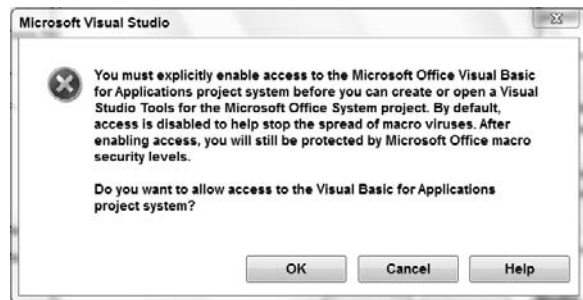 Microsoft Visual Studio
You must explicitly enable access to the Microsoft Office Visual Basic
for Applications project system before you can create or open a Visual
Studio Tools for the Microsoft Office System project. By default,
access is disabled to help stop the spread of macro viruses. After
enabling access, you will still be protected by Microsoft Office macro
security levels.
Do you want to allow access to the Visual Basic for Applications
project system?
OK Cancel Help